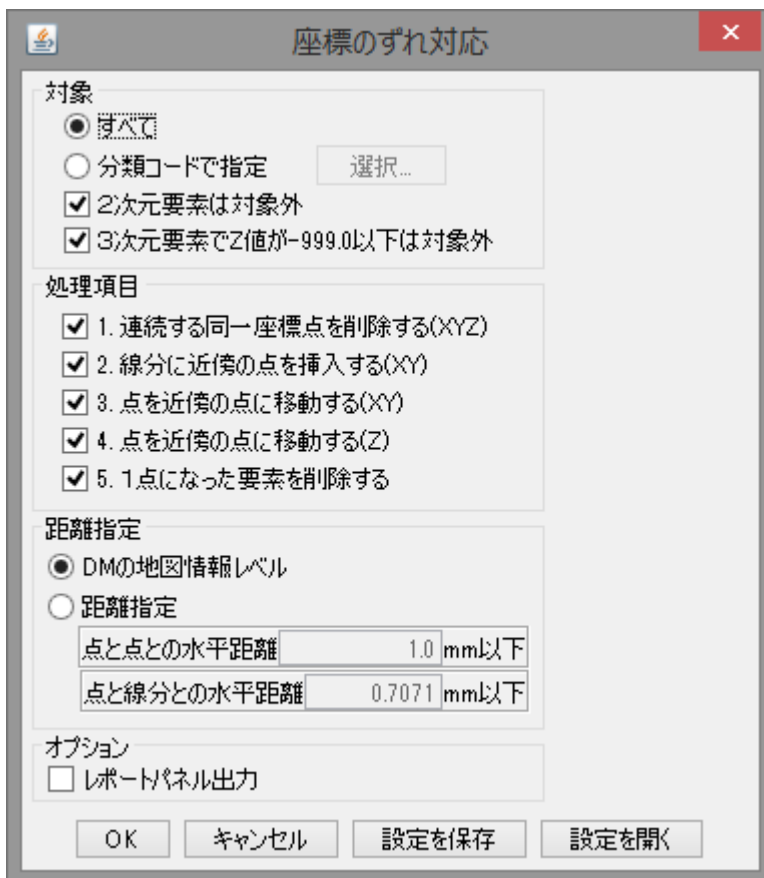 座標のずれ対応
対象
すべて
分類コードで指定 選択...
2次元要素は対象外
3次元要素でZ値が-999.0以下は対象外
処理項目
1. 連続する同一座標点を削除する(XYZ)
2. 線分に近傍の点を挿入する(XY)
3. 点を近傍の点に移動する(XY)
4. 点を近傍の点に移動する(Z)
5. 1点になった要素を削除する
距離指定
DMの地図情報レベル
距離指定
点と点との水平距離 1.0 mm以下
点と線分との水平距離 0.7071 mm以下
オプション
レポートパネル出力
OK キャンセル 設定を保存 設定を開く